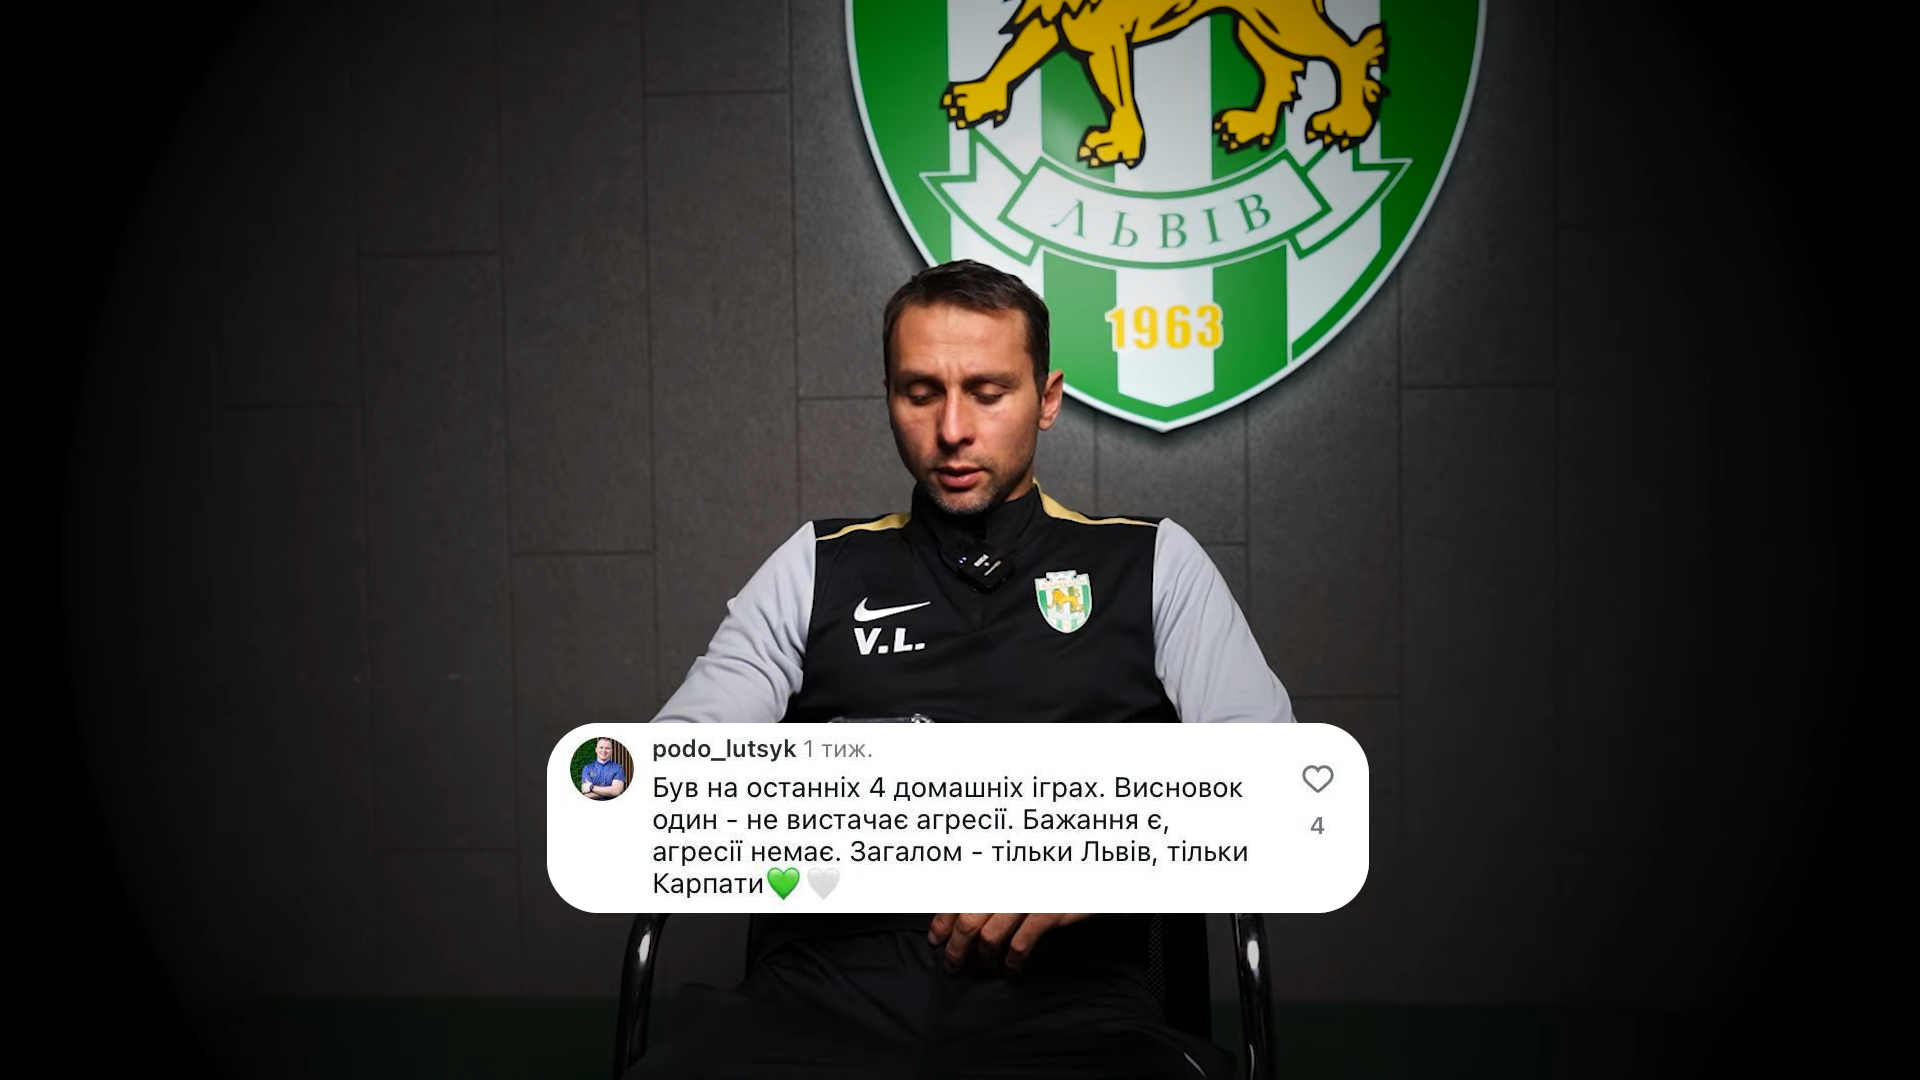 ЛЬВІВ
1963
V.L.
podo_lutsyk 1 тиж.
Був на останніх 4 домашніх іграх. Висновок
один - не вистачає агресії. Бажання є,
агресії немає. Загалом - тільки Львів, тільки
Карпати💚🤍
4